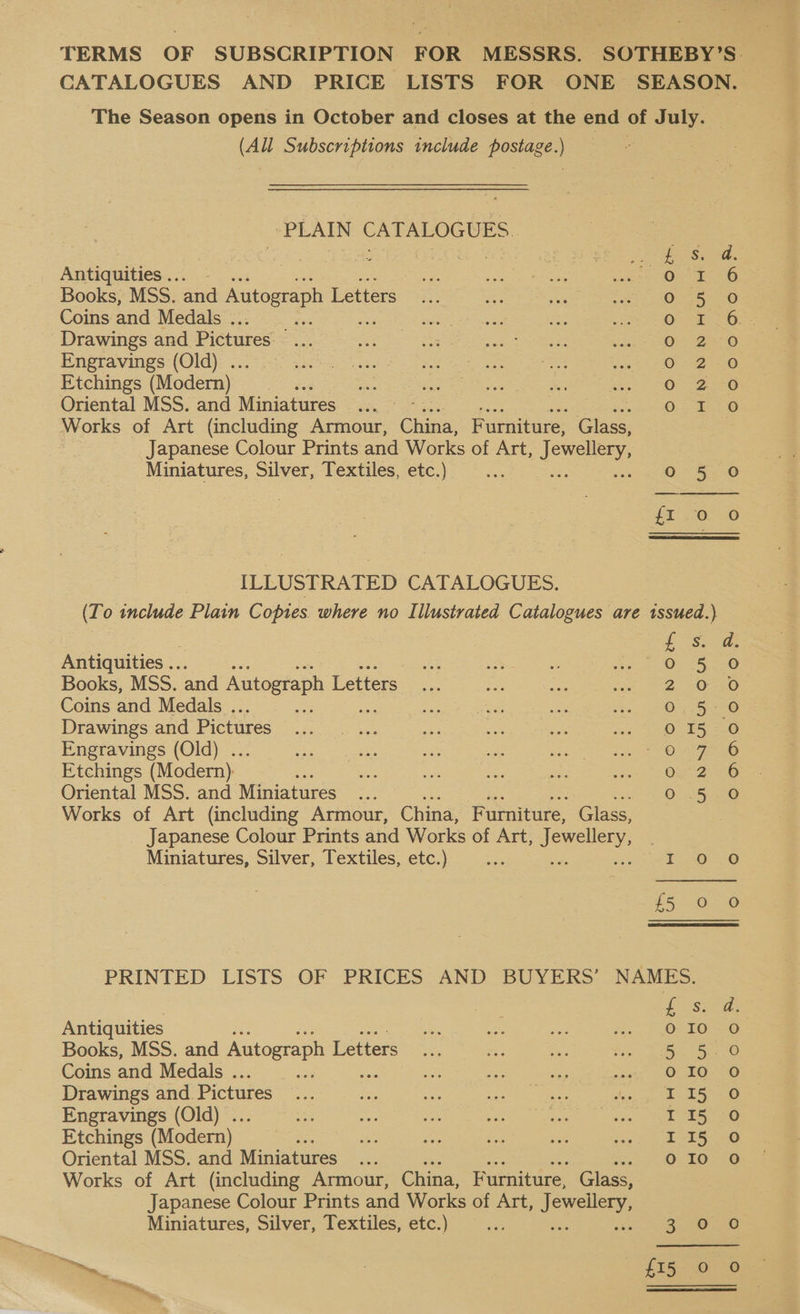 TERMS OF SUBSCRIPTION FOR MESSRS. SOTHEBY'S
CATALOGUES AND PRICE LISTS FOR ONE SEASON.
The Season opens in October and closes at the end of July.
(All Subscriptions include postage.)
PLAIN CATALOGUES.
£ s. d.
Antiquities ... ... ... ... ... ... ... ... 0 1 6
Books, MSS. and Autograph Letters ... ... ... ... 0 5 0
Coins and Medals ... ... ... ... ... ... ... 0 1 6
Drawings and Pictures ... ... ... ... ... ... 0 2 0
Engravings (Old) ... ... ... ... ... ... ... 0 2 0
Etchings (Modern) ... ... ... ... ... ... 0 2 0
Oriental MSS. and Miniatures ... ... ... ... ... 0 1 0
Works of Art (including Armour, China, Furniture, Glass,
Japanese Colour Prints and Works of Art, Jewellery,
Miniatures, Silver, Textiles, etc.) ... ... ... 0 5 0
£1 0 0
ILLUSTRATED CATALOGUES.
(To include Plain Copies where no Illustrated Catalogues are issued.)
£ s. d.
Antiquities ... ... ... ... ... ... ... ... 0 5 0
Books, MSS. and Autograph Letters ... ... ... ... 2 0 0
Coins and Medals ... ... ... ... ... ... ... 0 5 0
Drawings and Pictures ... ... ... ... ... ... 0 15 0
Engravings (Old) ... ... ... ... ... ... ... 0 7 6
Etchings (Modern) ... ... ... ... ... ... 0 2 6
Oriental MSS. and Miniatures ... ... ... ... ... 0 5 0
Works of Art (including Armour, China, Furniture, Glass,
Japanese Colour Prints and Works of Art, Jewellery,
Miniatures, Silver, Textiles, etc.) ... ... ... 1 0 0
£5 0 0
PRINTED LISTS OF PRICES AND BUYERS' NAMES.
£ s. d.
Antiquities ... ... ... ... ... ... ... 0 10 0
Books, MSS. and Autograph Letters ... ... ... ... 5 5 0
Coins and Medals ... ... ... ... ... ... ... 0 10 0
Drawings and Pictures ... ... ... ... ... ... 1 15 0
Engravings (Old) ... ... ... ... ... ... ... 1 15 0
Etchings (Modern) ... ... ... ... ... ... 1 15 0
Oriental MSS. and Miniatures ... ... ... ... ... 0 10 0
Works of Art (including Armour, China, Furniture, Glass,
Japanese Colour Prints and Works of Art, Jewellery,
Miniatures, Silver, Textiles, etc.) ... ... ... 3 0 0
£15 0 0